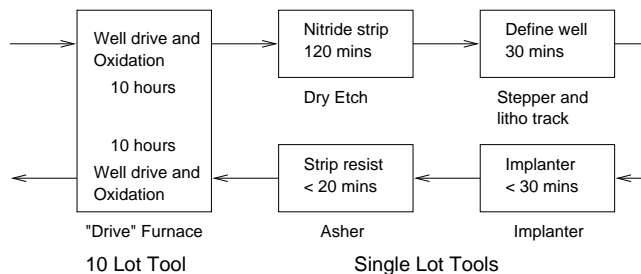 Well drive and
Oxidation
10 hours
Nitride strip
120 mins
Define well
30 mins
Dry Etch
Stepper and
litho track
10 hours
Well drive and
Oxidation
Strip resist
< 20 mins
Implanter
< 30 mins
"Drive" Furnace
Asher
Implanter
10 Lot Tool
Single Lot Tools